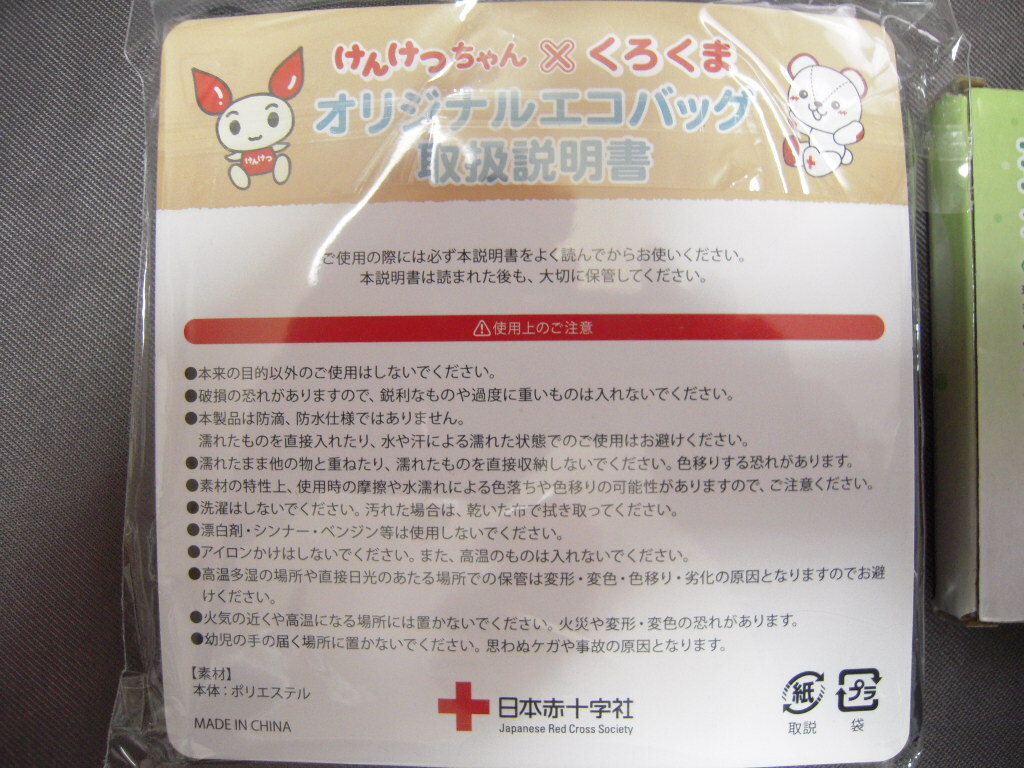 けんけつちゃん×くろくま
オリジナルエコバッグ
取扱説明書
けんけつ
ご使用の際には必ず本説明書をよく読んでからお使いください。
本説明書は読まれた後も、大切に保管してください。
⚠使用上のご注意
●本来の目的以外のご使用はしないでください。
●破損の恐れがありますので、鋭利なものや過度に重いものは入れないでください。
●本製品は防滴、防水仕様ではありません。
濡れたものを直接入れたり、水や汗による濡れた状態でのご使用はお避けください。
●濡れたまま他の物と重ねたり、濡れたものを直接収納しないでください。色移りする恐れがあります。
●素材の特性上、使用時の摩擦や水濡れによる色落ちや色移りの可能性がありますので、ご注意ください。
●洗濯はしないでください。汚れた場合は、乾いた布で拭き取ってください。
●漂白剤・シンナー・ベンジン等は使用しないでください。
●アイロンかけはしないでください。また、高温のものは入れないでください。
●高温多湿の場所や直接日光のあたる場所での保管は変形・変色・色移り・劣化の原因となりますのでお避
けください。
●火気の近くや高温になる場所には置かないでください。火災や変形・変色の恐れがあります。
●幼児の手の届く場所に置かないでください。思わぬケガや事故の原因となります。
【素材】
本体：ポリエステル
MADE IN CHINA
日本赤十字社
Japanese Red Cross Society
紙
取説
プラ
袋